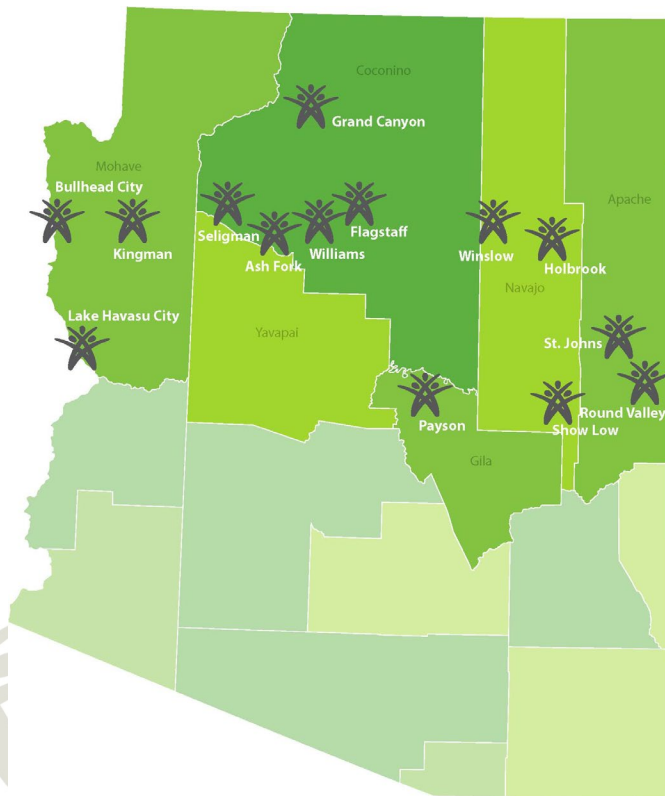 Coconino
Grand Canyon
Mohave
Bullhead City
Kingman
Seligman
Ash Fork
Williams
Flagstaff
Winslow
Holbrook
Apache
Navajo
Lake Havasu City
Yavapai
St. Johns
Payson
Round Valley
Show Low
Gila